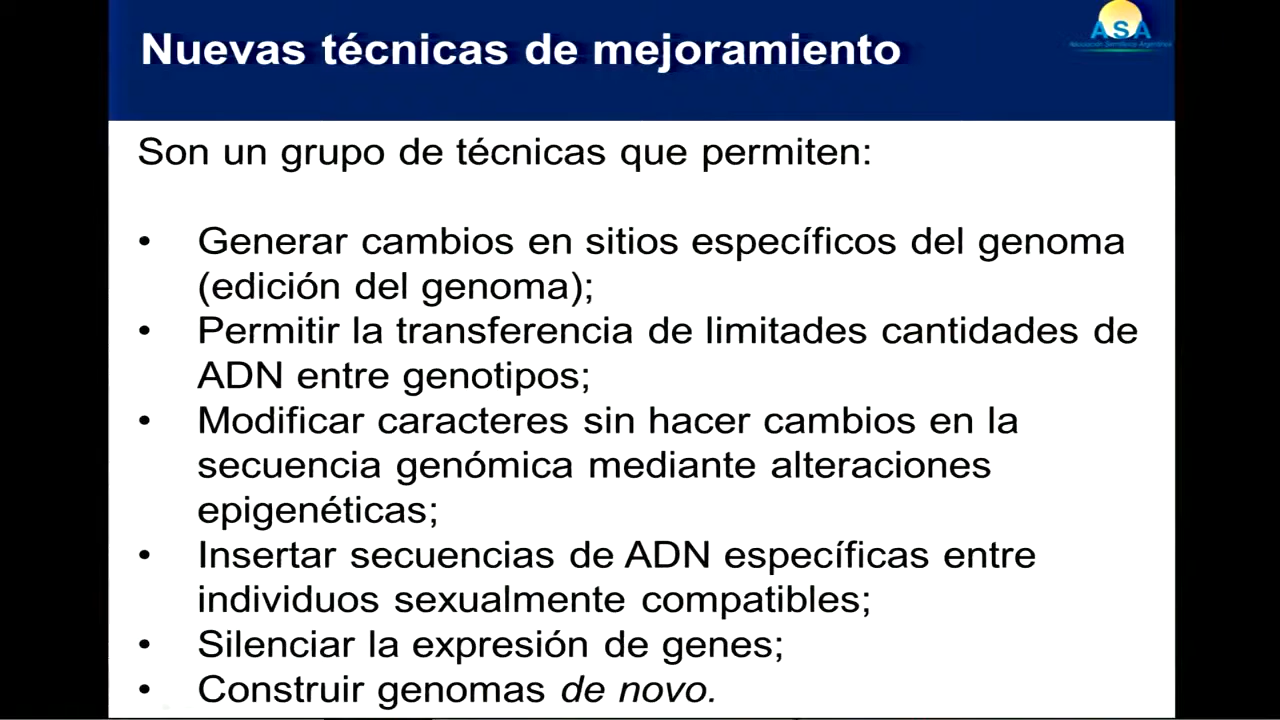 Nuevas técnicas de mejoramiento
ASA
Asociación Semilleros Argentinos
Son un grupo de técnicas que permiten:
• Generar cambios en sitios específicos del genoma
(edición del genoma);
• Permitir la transferencia de limitades cantidades de
ADN entre genotipos;
• Modificar caracteres sin hacer cambios en la
secuencia genómica mediante alteraciones
epigenéticas;
• Insertar secuencias de ADN específicas entre
individuos sexualmente compatibles;
• Silenciar la expresión de genes;
• Construir genomas de novo.